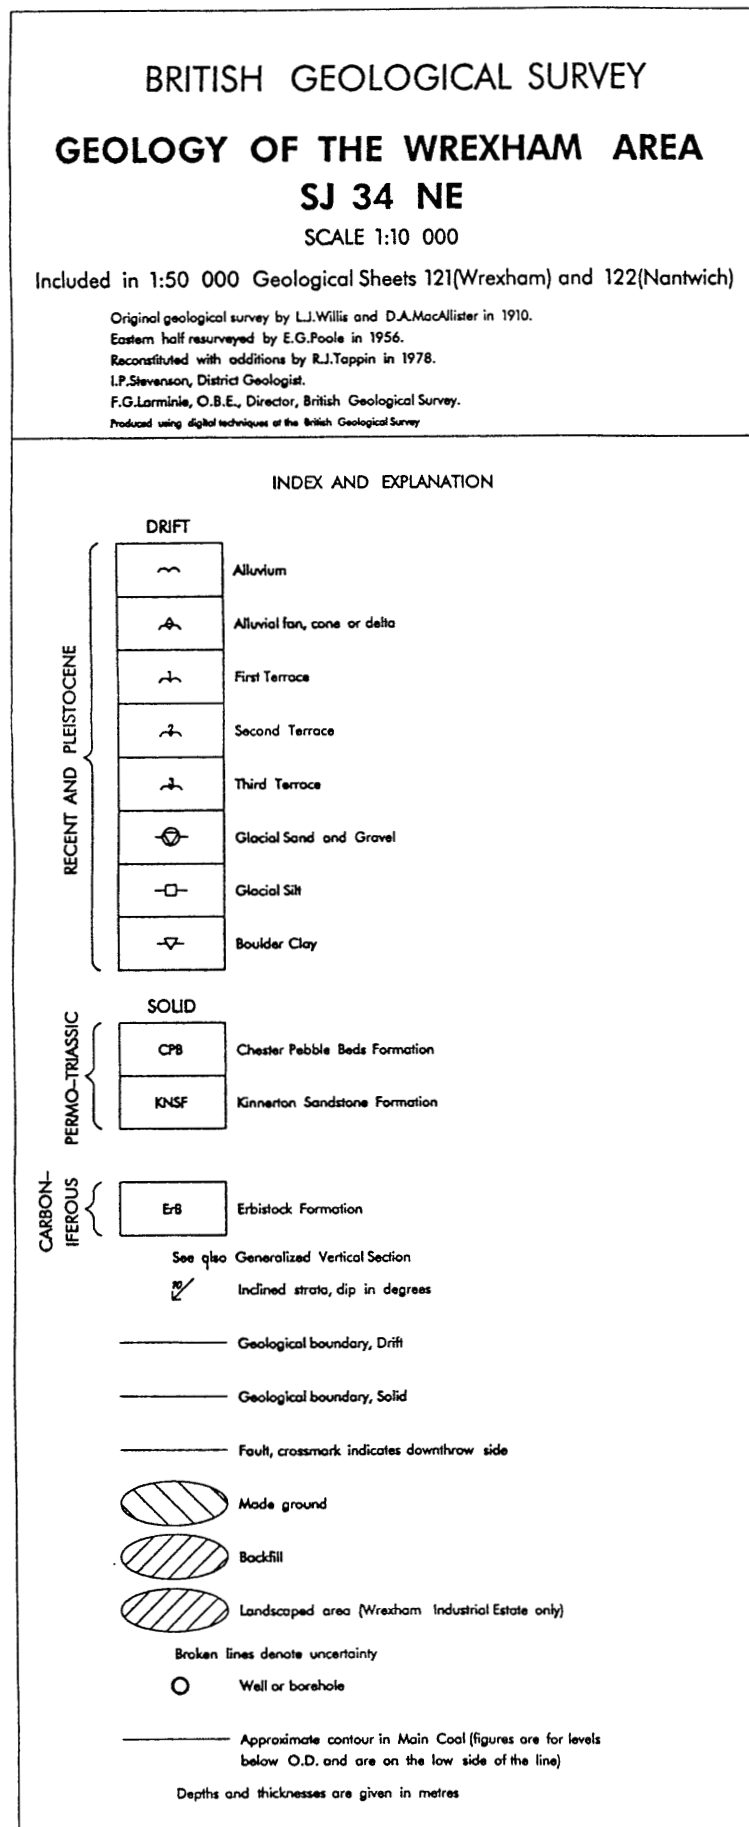 BRITISH GEOLOGICAL SURVEY
GEOLOGY OF THE WREXHAM AREA
SJ 34 NE
SCALE 1:10 000
Included in 1:50 000 Geological Sheets 121(Wrexham) and 122(Nantwich)
Original geological survey by L.J.Willis and D.A.MacAllister in 1910.
Eastern half resurveyed by E.G.Poole in 1956.
Reconstituted with additions by R.J.Tappin in 1978.
I.P.Stevenson, District Geologist.
F.G.Larminie, O.B.E., Director, British Geological Survey.
Produced using digital techniques at the British Geological Survey
INDEX AND EXPLANATION
DRIFT
RECENT AND PLEISTOCENE
Alluvium
Alluvial fan, cone or delta
1 First Terrace
2 Second Terrace
3 Third Terrace
Glacial Sand and Gravel
Glacial Silt
Boulder Clay
SOLID
PERMO-TRIASSIC
CPB Chester Pebble Beds Formation
KNSF Kinnerton Sandstone Formation
CARBON-
IFEROUS
ErB Erbistock Formation
See also Generalized Vertical Section
10 Inclined strata, dip in degrees
Geological boundary, Drift
Geological boundary, Solid
Fault, crossmark indicates downthrow side
Made ground
Backfill
Landscaped area (Wrexham Industrial Estate only)
Broken lines denote uncertainty
Well or borehole
Approximate contour in Main Coal (figures are for levels
below O.D. and are on the low side of the line)
Depths and thicknesses are given in metres